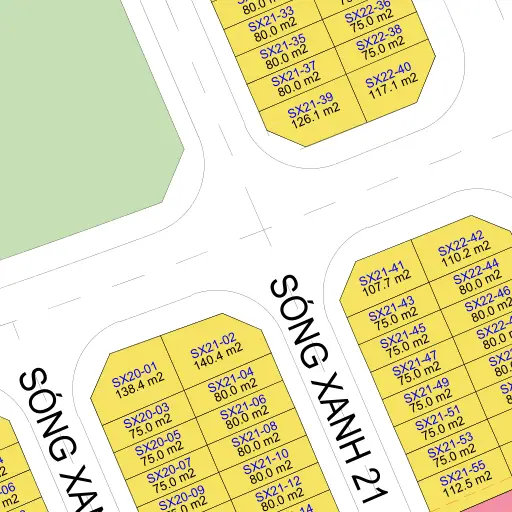 80.0 m2
SX21-33
80.0 m2
SX21-35
80.0 m2
SX21-37
80.0 m2
SX21-39
126.1 m2
SX22-36
75.0 m2
SX22-38
75.0 m2
SX22-40
117.1 m2
SX21-41
107.7 m2
SX21-43
75.0 m2
SX21-45
75.0 m2
SX21-47
75.0 m2
SX21-49
75.0 m2
SX21-51
75.0 m2
SX21-53
75.0 m2
SX21-55
112.5 m2
SX22-42
110.2 m2
SX22-44
80.0 m2
SX22-46
80.0 m2
SÓNG XANH 21
SX20-01
138.4 m2
SX20-03
75.0 m2
SX20-05
75.0 m2
SX20-07
75.0 m2
SX20-09
SX21-02
140.4 m2
SX21-04
80.0 m2
SX21-06
80.0 m2
SX21-08
80.0 m2
SX21-10
80.0 m2
SX21-12
80.0 m2
SÓNG XAN